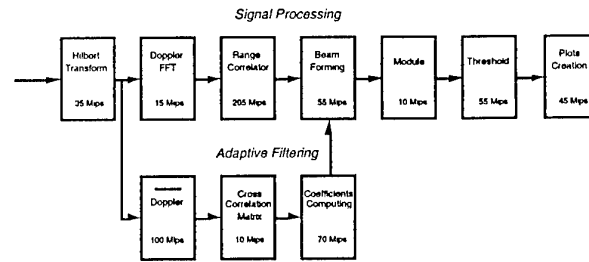 Signal Processing
Hilbert
Transform
35 Mips
Doppler
FFT
15 Mips
Range
Correlator
205 Mips
Beam
Forming
55 Mips
Module
10 Mips
Threshold
55 Mips
Plots
Creation
45 Mips
Adaptive Filtering
Doppler
100 Mips
Cross
Correlation
Matrix
10 Mips
Coefficients
Computing
70 Mips